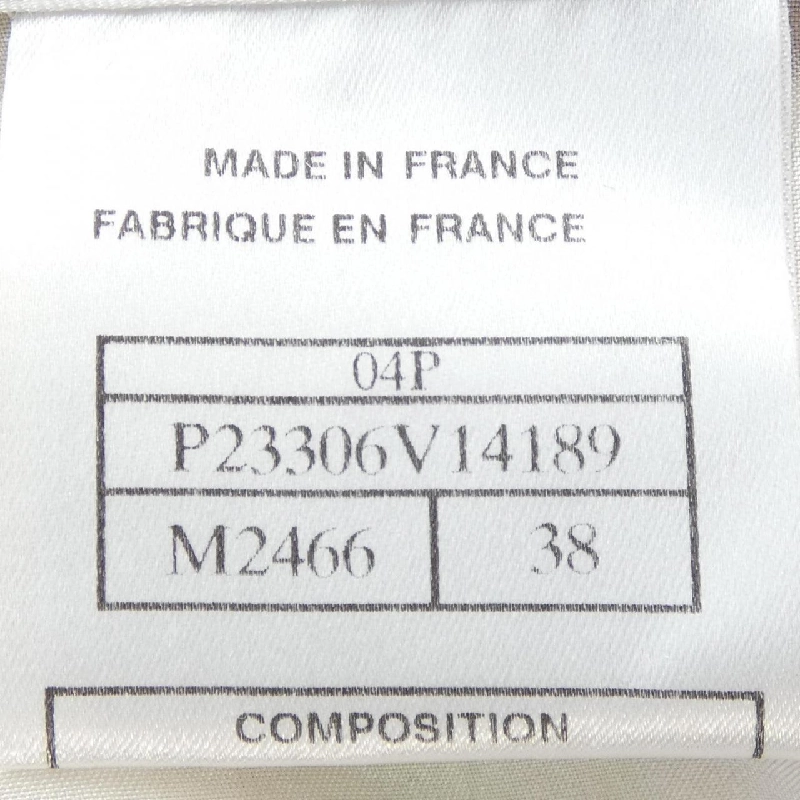 MADE IN FRANCE
FABRIQUE EN FRANCE
04P
P23306V14189
M2466 38
COMPOSITION